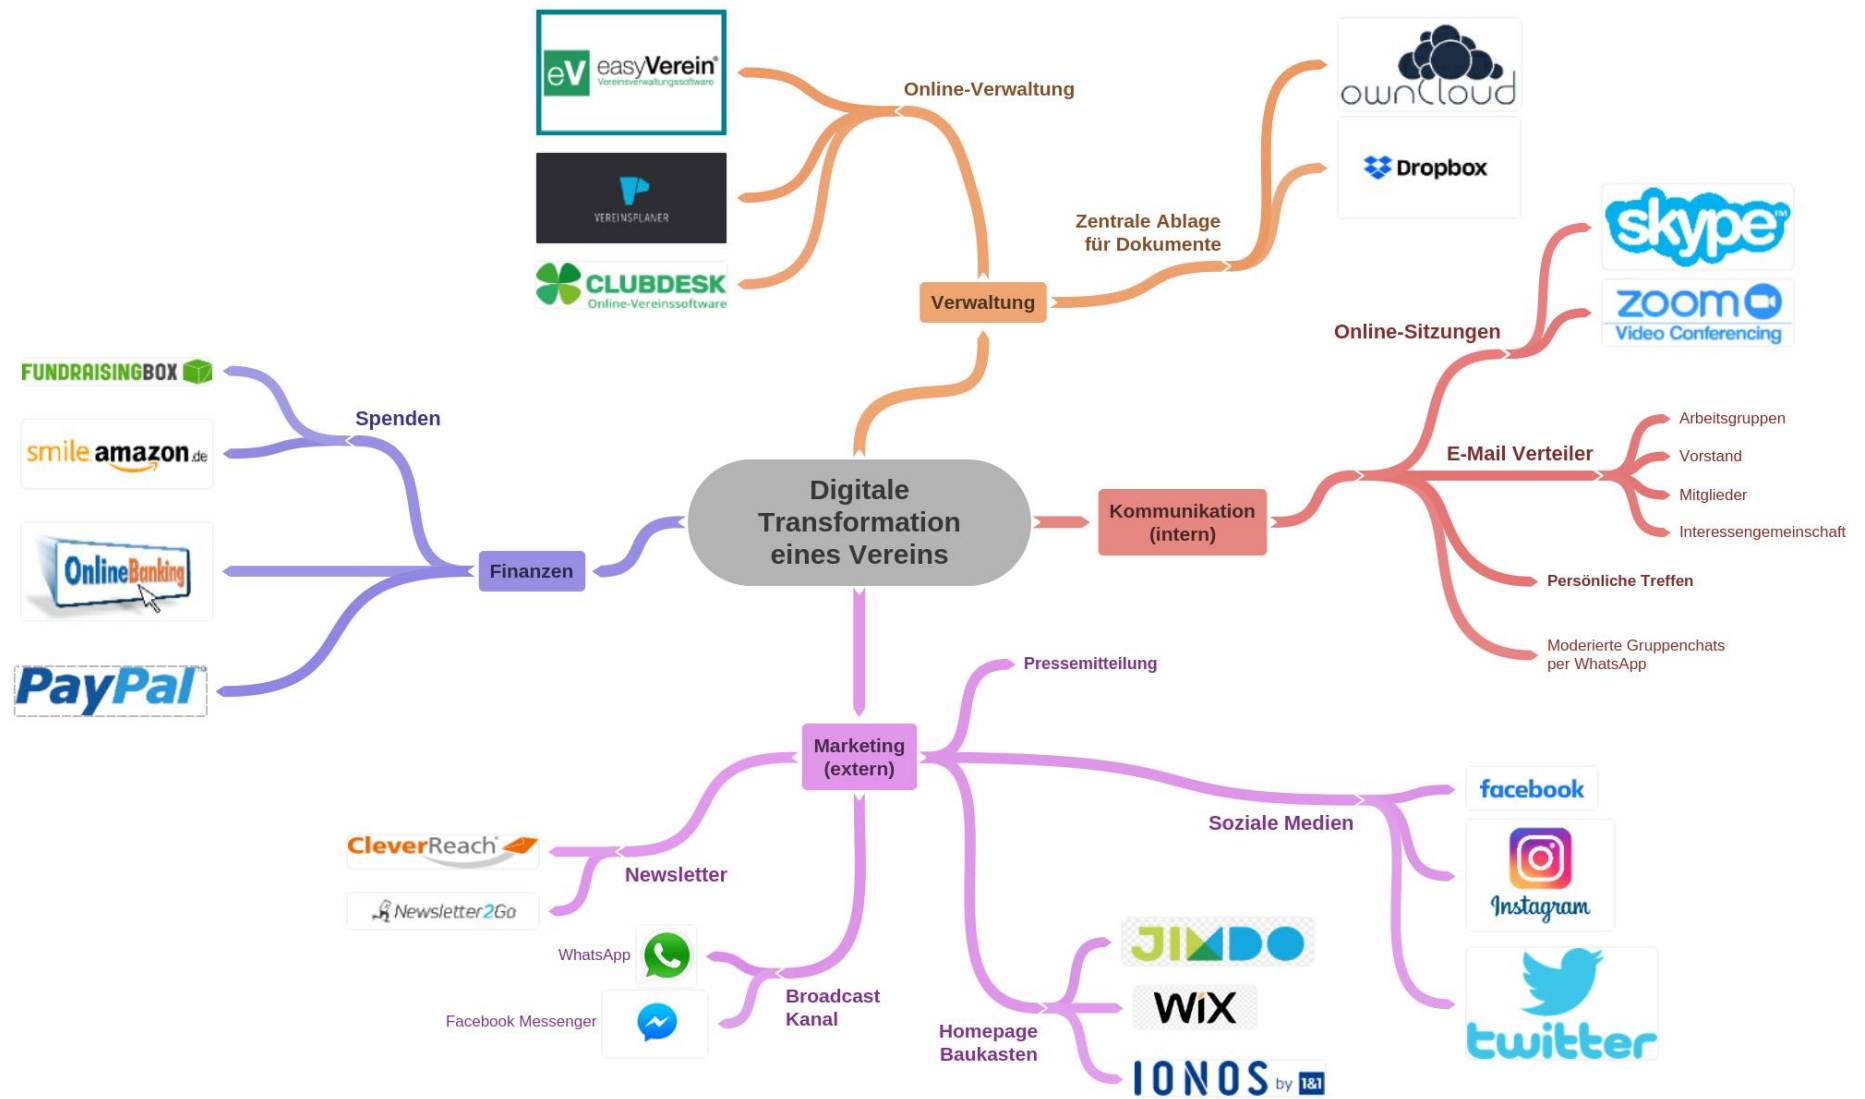 eV easyVerein®
Vereinsverwaltungssoftware
VEREINSPLANER
CLUBDESK
Online-Vereinssoftware
Online-Verwaltung
ownCloud
Dropbox
Zentrale Ablage
für Dokumente
Verwaltung
skype™
zoom
Video Conferencing
Online-Sitzungen
E-Mail Verteiler
Arbeitsgruppen
Vorstand
Mitglieder
Interessengemeinschaft
Persönliche Treffen
Moderierte Gruppenchats
per WhatsApp
Kommunikation
(intern)
Digitale
Transformation
eines Vereins
FUNDRAISINGBOX
Spenden
smile.amazon.de
OnlineBanking
Finanzen
PayPal™
Pressemitteilung
Marketing
(extern)
Soziale Medien
facebook
Instagram
twitter
CleverReach®
Newsletter2Go
Newsletter
WhatsApp
Facebook Messenger
Broadcast
Kanal
Homepage
Baukasten
JIMDO
WiX
IONOS by 1&1